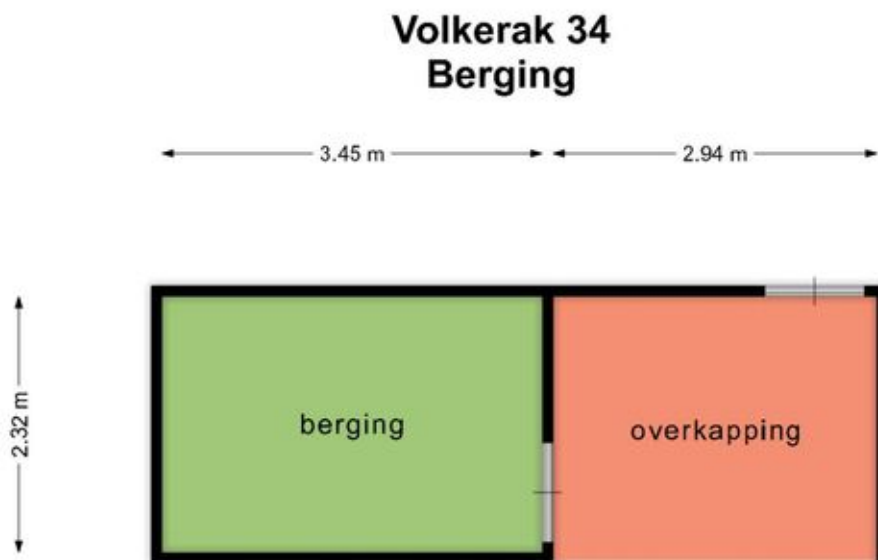 Volkerak 34
Berging
3.45 m
2.94 m
2.32 m
berging
overkapping